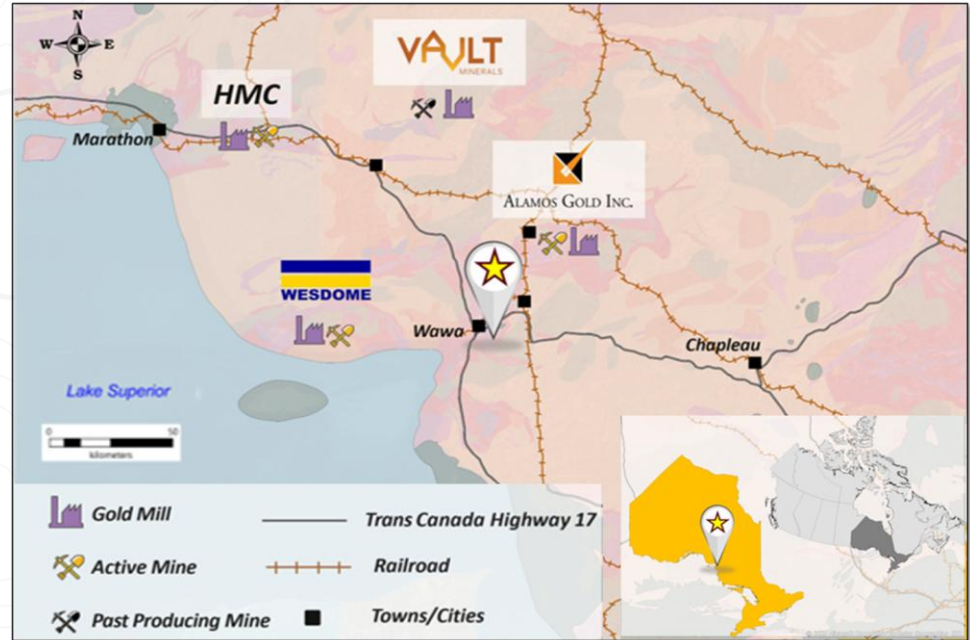 N
W E
S
VAULT
MINERALS
HMC
Marathon
ALAMOS GOLD INC.
WESDOME
Wawa
Chapleau
Lake Superior
0 50
kilometers
Gold Mill
Trans Canada Highway 17
Active Mine
Railroad
Past Producing Mine
Towns/Cities